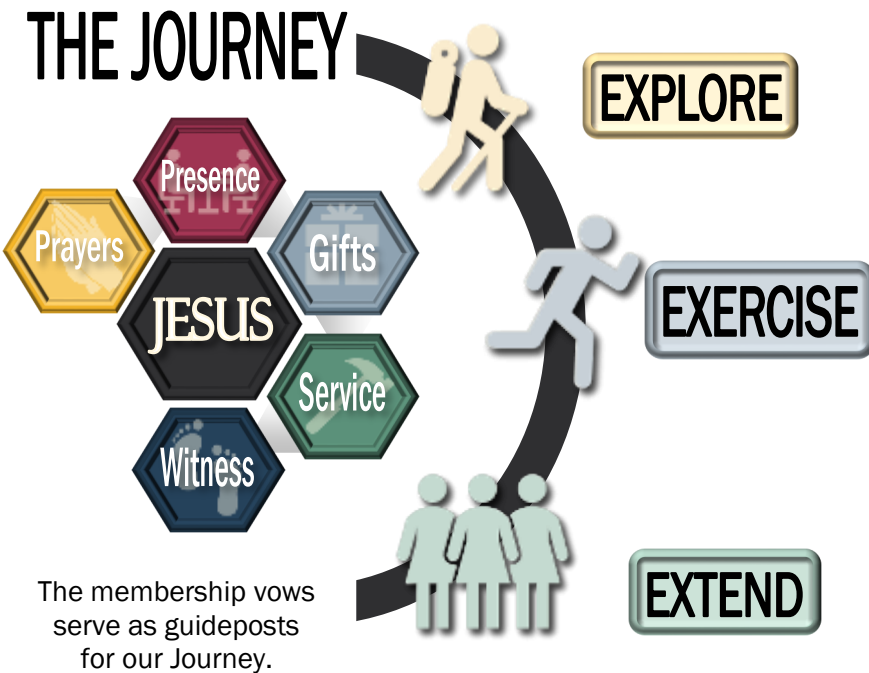 THE JOURNEY
EXPLORE
Presence
Prayers
Gifts
JESUS
EXERCISE
Service
Witness
EXTEND
The membership vows
serve as guideposts
for our Journey.